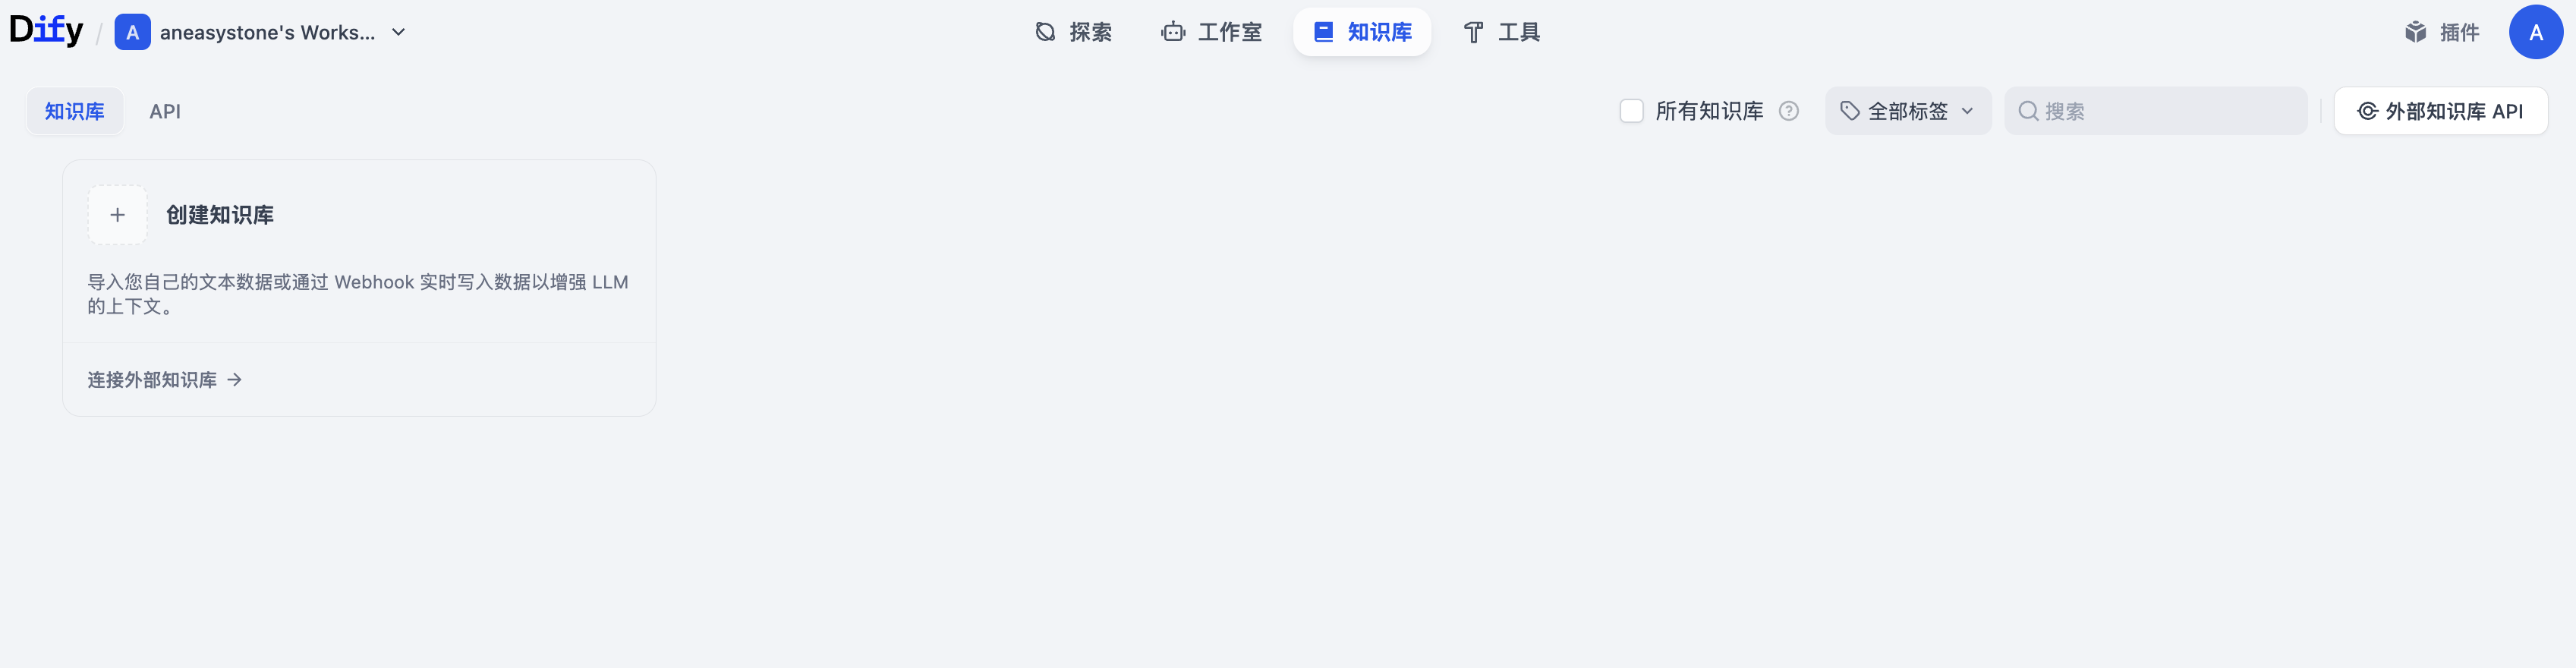 Dify / A aneasystone's Works... 探索 工作室 知识库 工具 插件 A
知识库 API 所有知识库 全部标签 搜索 外部知识库 API
创建知识库
导入您自己的文本数据或通过 Webhook 实时写入数据以增强 LLM
的上下文。
连接外部知识库 →